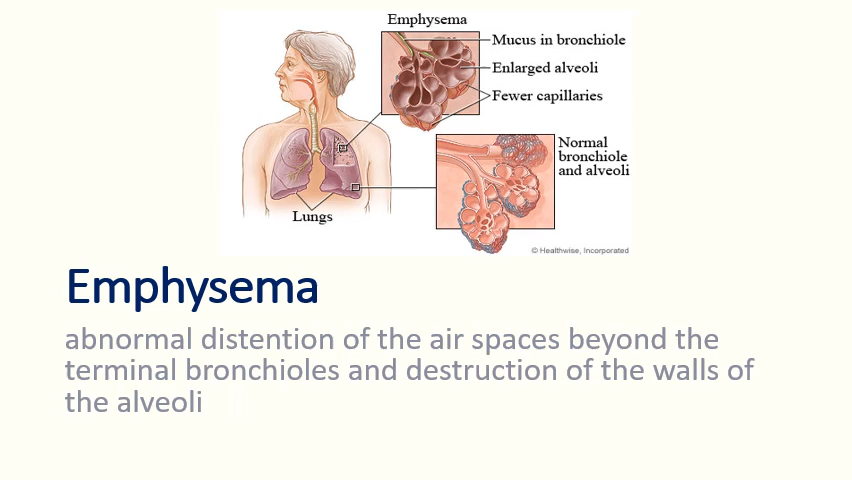 Emphysema
Mucus in bronchiole
Enlarged alveoli
Fewer capillaries
Normal
bronchiole
and alveoli
Lungs
© Healthwise, Incorporated
Emphysema
abnormal distention of the air spaces beyond the
terminal bronchioles and destruction of the walls of
the alveoli